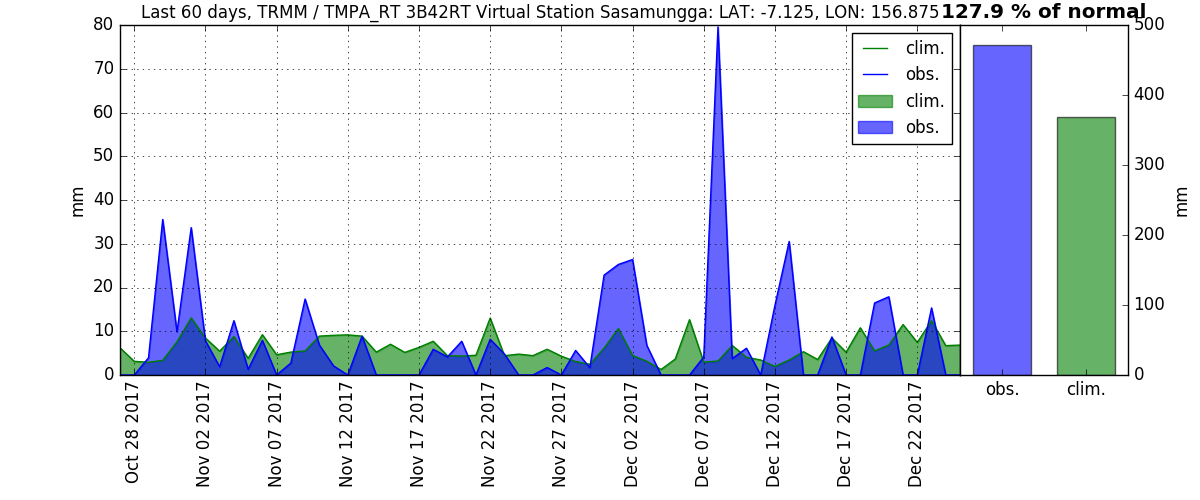 Last 60 days, TRMM / TMPA_RT 3B42RT Virtual Station Sasamungga: LAT: -7.125, LON: 156.875
127.9 % of normal
80
70
60
50
40
30
20
10
0
mm
clim.
obs.
clim.
obs.
Oct 28 2017
Nov 02 2017
Nov 07 2017
Nov 12 2017
Nov 17 2017
Nov 22 2017
Nov 27 2017
Dec 02 2017
Dec 07 2017
Dec 12 2017
Dec 17 2017
Dec 22 2017
500
400
300
200
100
0
mm
obs.
clim.